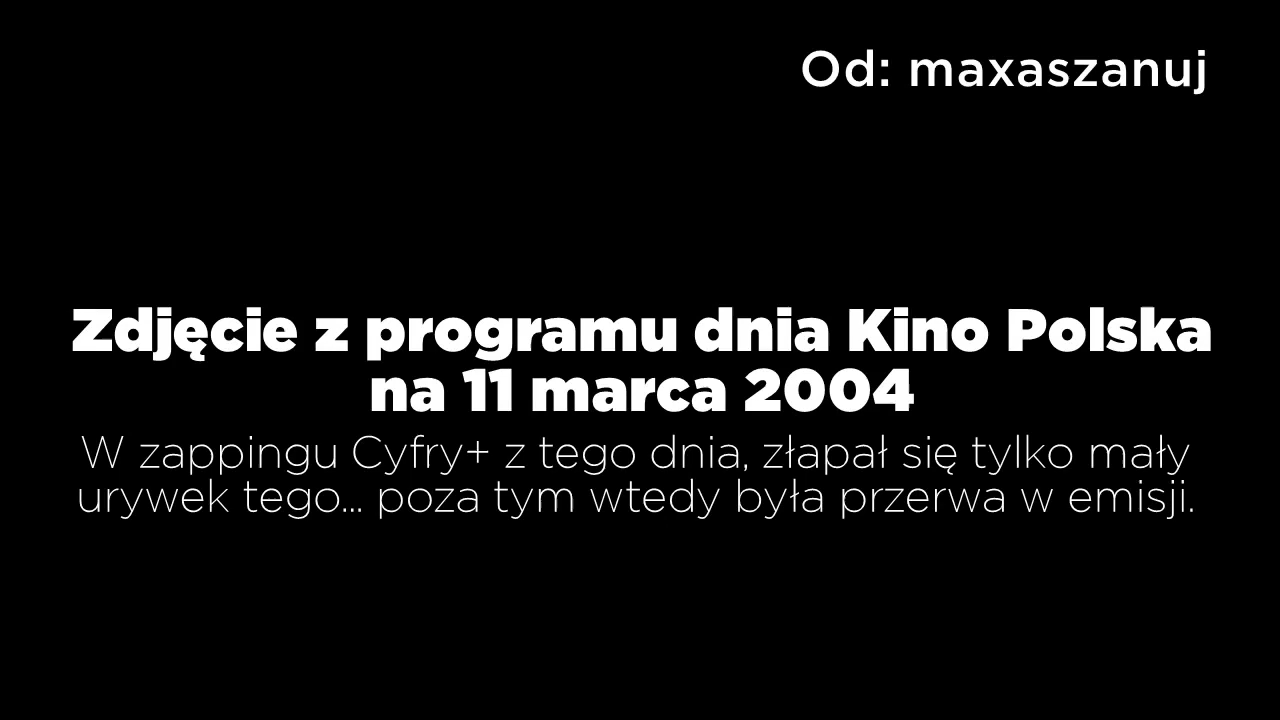 Od: maxaszanuj
Zdjęcie z programu dnia Kino Polska
na 11 marca 2004
W zappingu Cyfry+ z tego dnia, złapał się tylko mały
urywek tego... poza tym wtedy była przerwa w emisji.